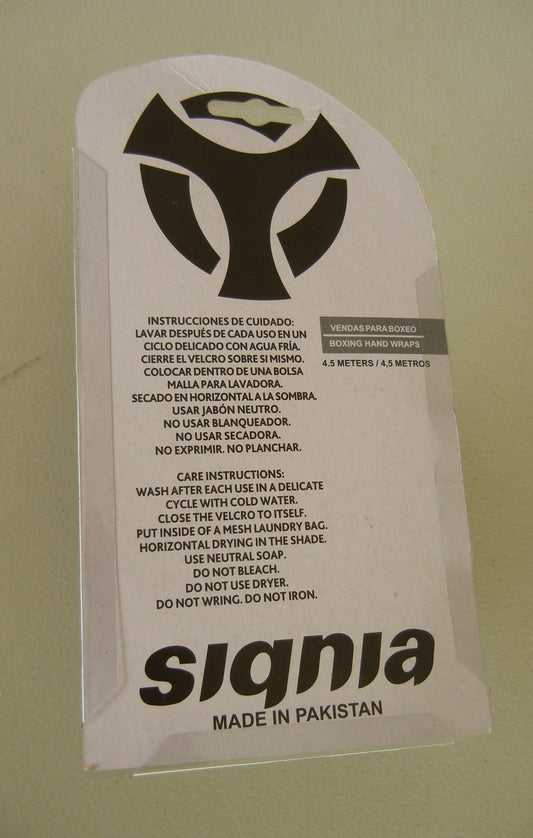 INSTRUCCIONES DE CUIDADO:
LAVAR DESPUÉS DE CADA USO EN UN
CICLO DELICADO CON AGUA FRÍA.
CIERRE EL VELCRO SOBRE SI MISMO.
COLOCAR DENTRO DE UNA BOLSA
MALLA PARA LAVADORA.
SECADO EN HORIZONTAL A LA SOMBRA.
USAR JABÓN NEUTRO.
NO USAR BLANQUEADOR.
NO USAR SECADORA.
NO EXPRIMIR. NO PLANCHAR.
VENDAS PARA BOXEO
BOXING HAND WRAPS
4.5 METERS / 4,5 METROS
CARE INSTRUCTIONS:
WASH AFTER EACH USE IN A DELICATE
CYCLE WITH COLD WATER.
CLOSE THE VELCRO TO ITSELF.
PUT INSIDE OF A MESH LAUNDRY BAG.
HORIZONTAL DRYING IN THE SHADE.
USE NEUTRAL SOAP.
DO NOT BLEACH.
DO NOT USE DRYER.
DO NOT WRING. DO NOT IRON.
signia
MADE IN PAKISTAN